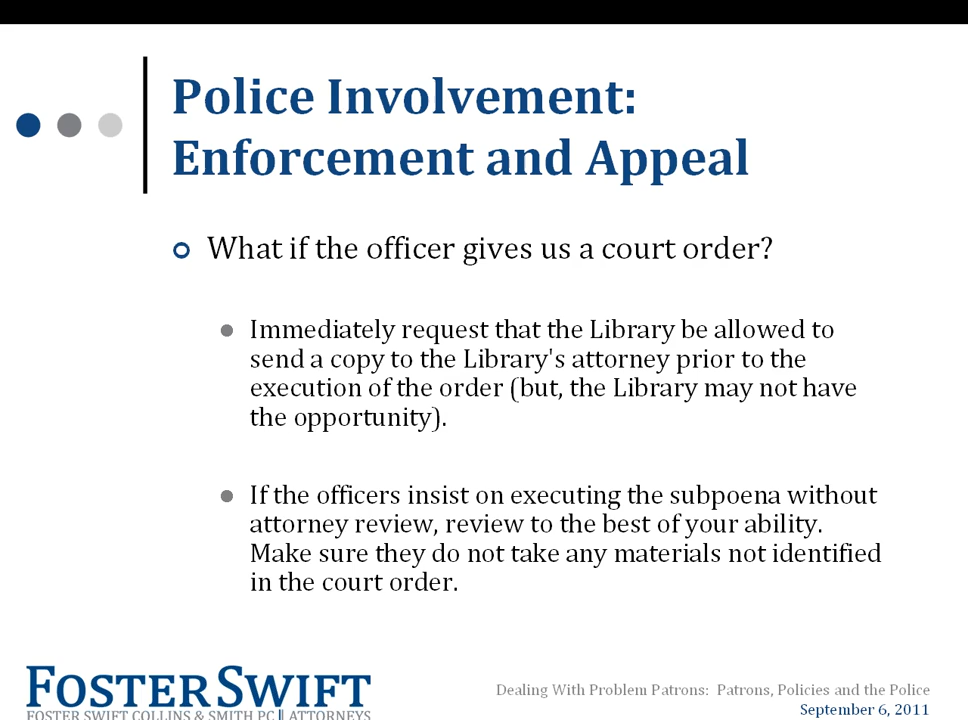 Police Involvement:
Enforcement and Appeal
What if the officer gives us a court order?
Immediately request that the Library be allowed to
send a copy to the Library's attorney prior to the
execution of the order (but, the Library may not have
the opportunity).
If the officers insist on executing the subpoena without
attorney review, review to the best of your ability.
Make sure they do not take any materials not identified
in the court order.
FOSTER SWIFT
FOSTER SWIFT COLLINS & SMITH PC || ATTORNEYS
Dealing With Problem Patrons: Patrons, Policies and the Police
September 6, 2011